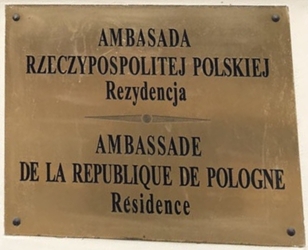 AMBASADA
RZECZYPOSPOLITEJ POLSKIEJ
Rezydencja
AMBASSADE
DE LA REPUBLIQUE DE POLOGNE
Résidence